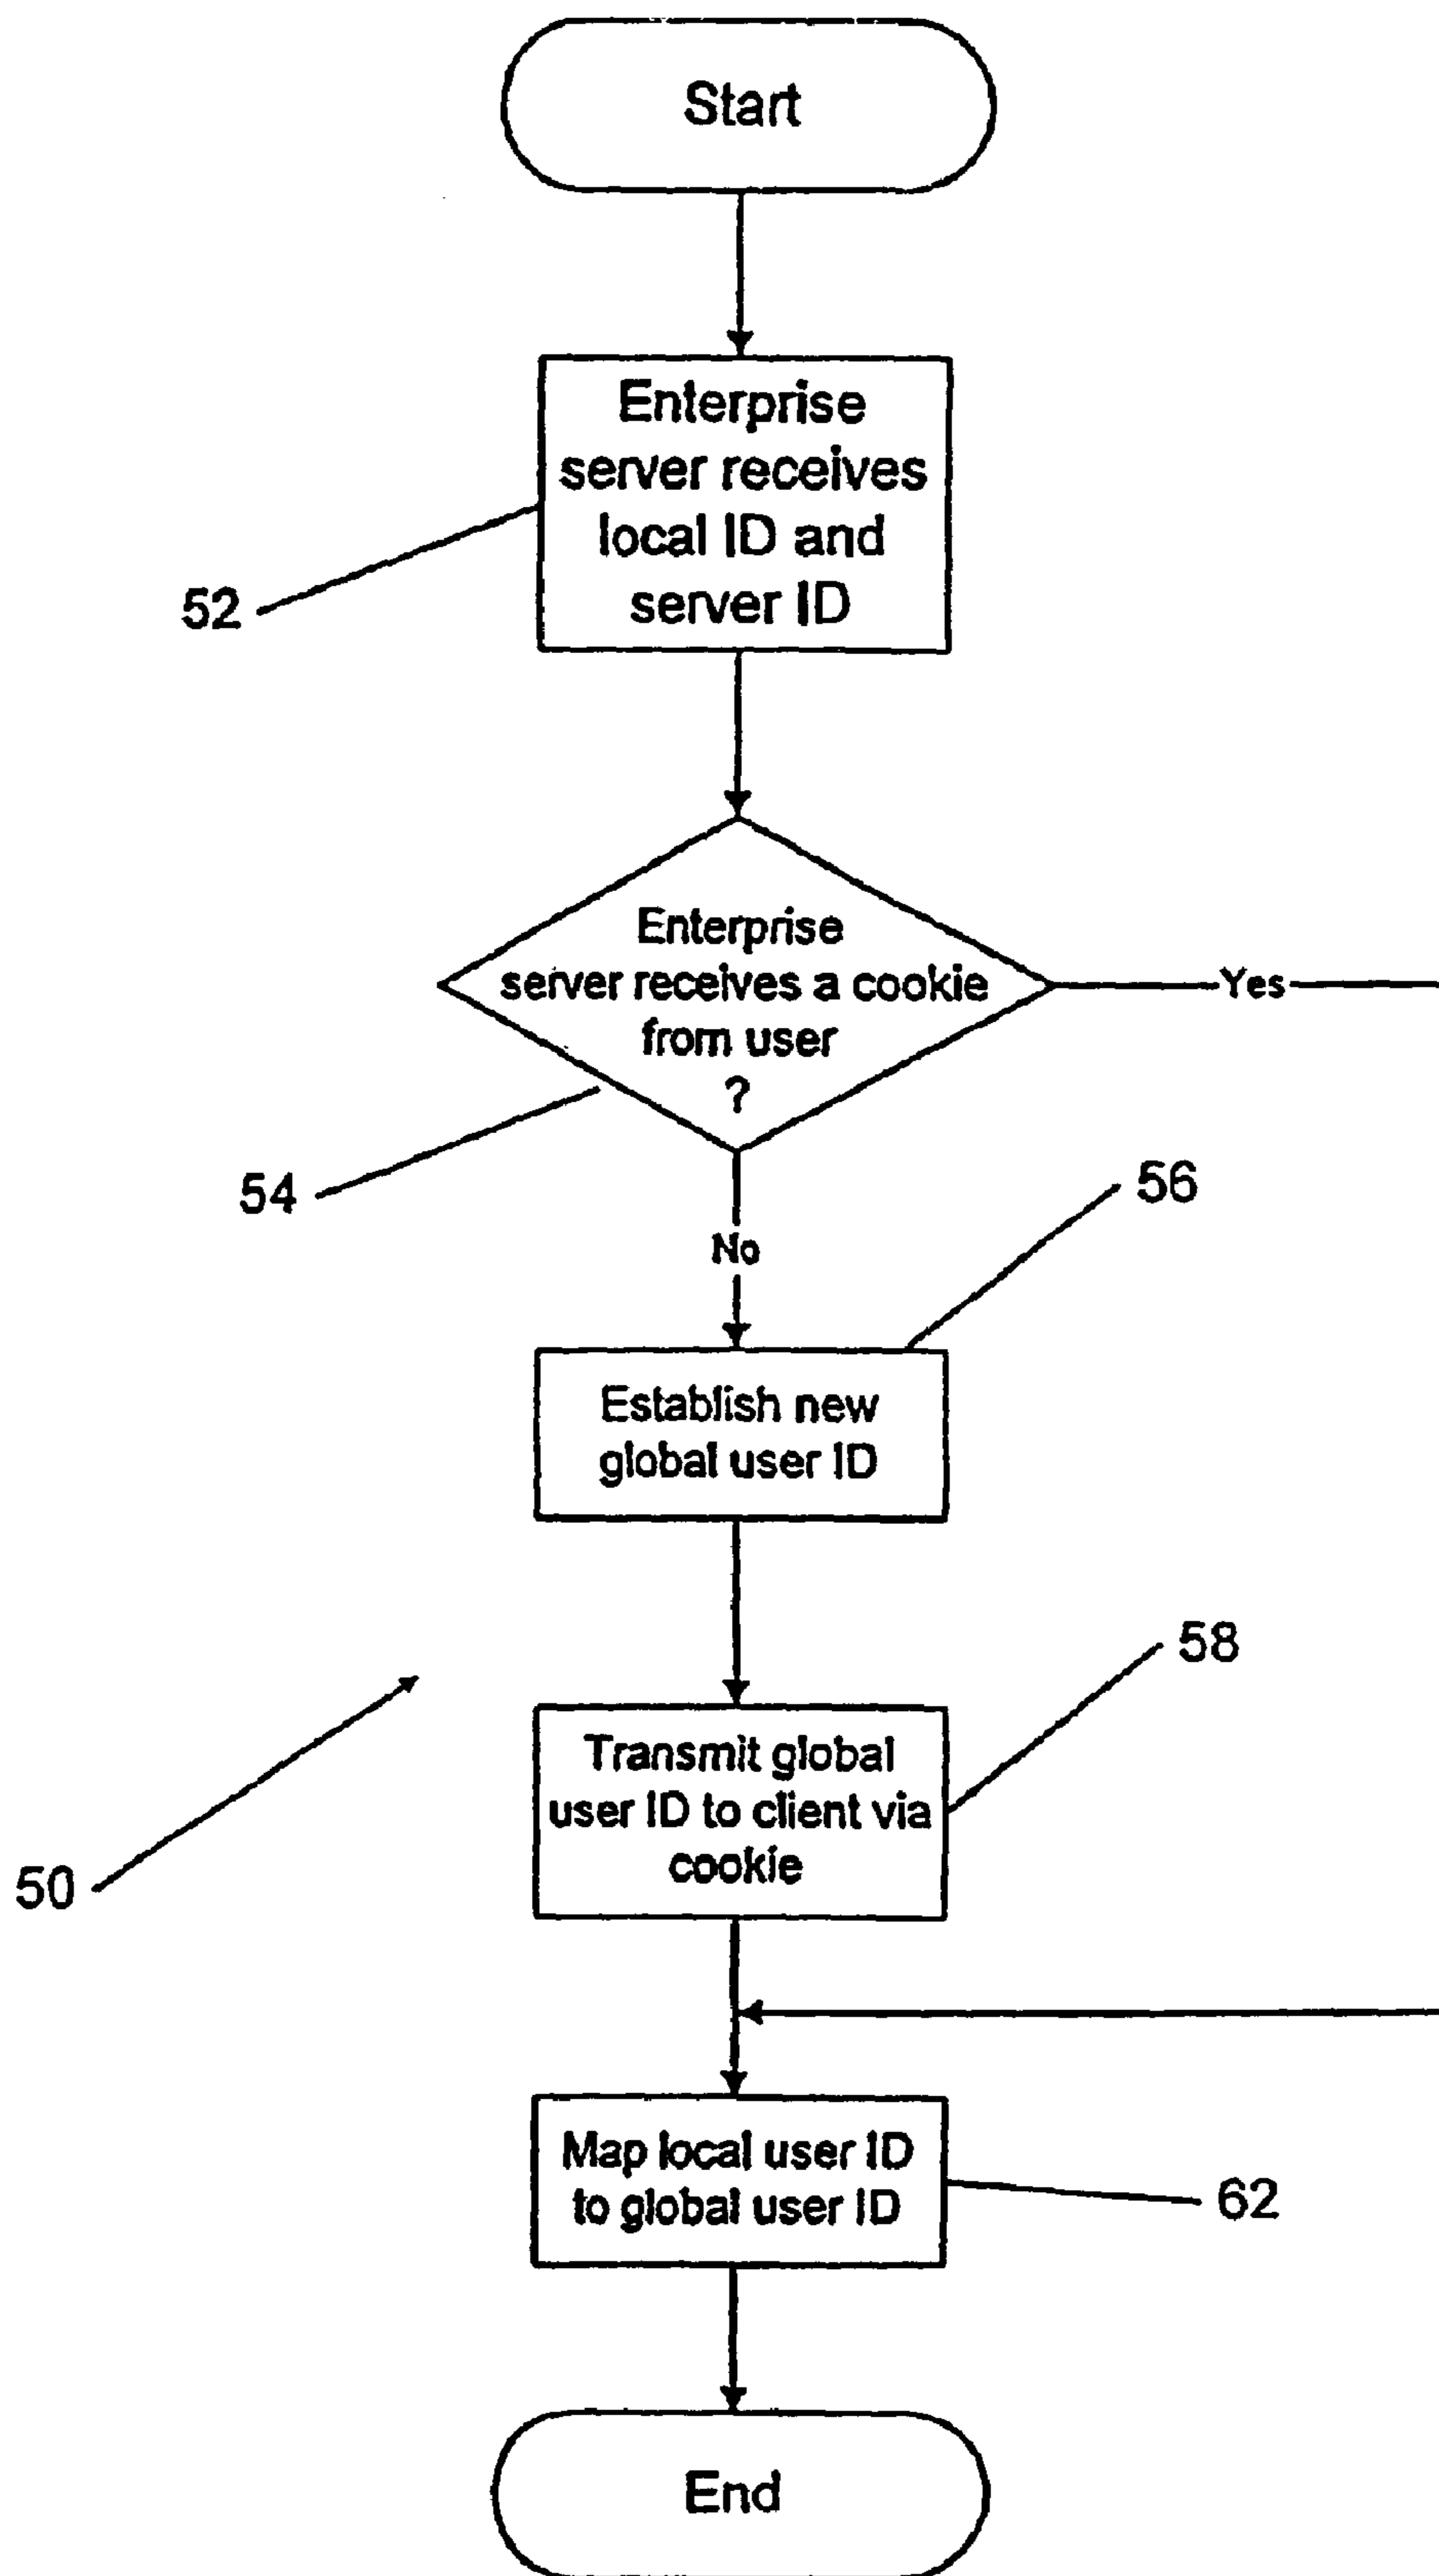 Start
Enterprise
server receives
local ID and
server ID
52
Enterprise
server receives a cookie
from user
?
Yes
54
No
56
Establish new
global user ID
58
Transmit global
user ID to client via
cookie
50
Map local user ID
to global user ID
62
End